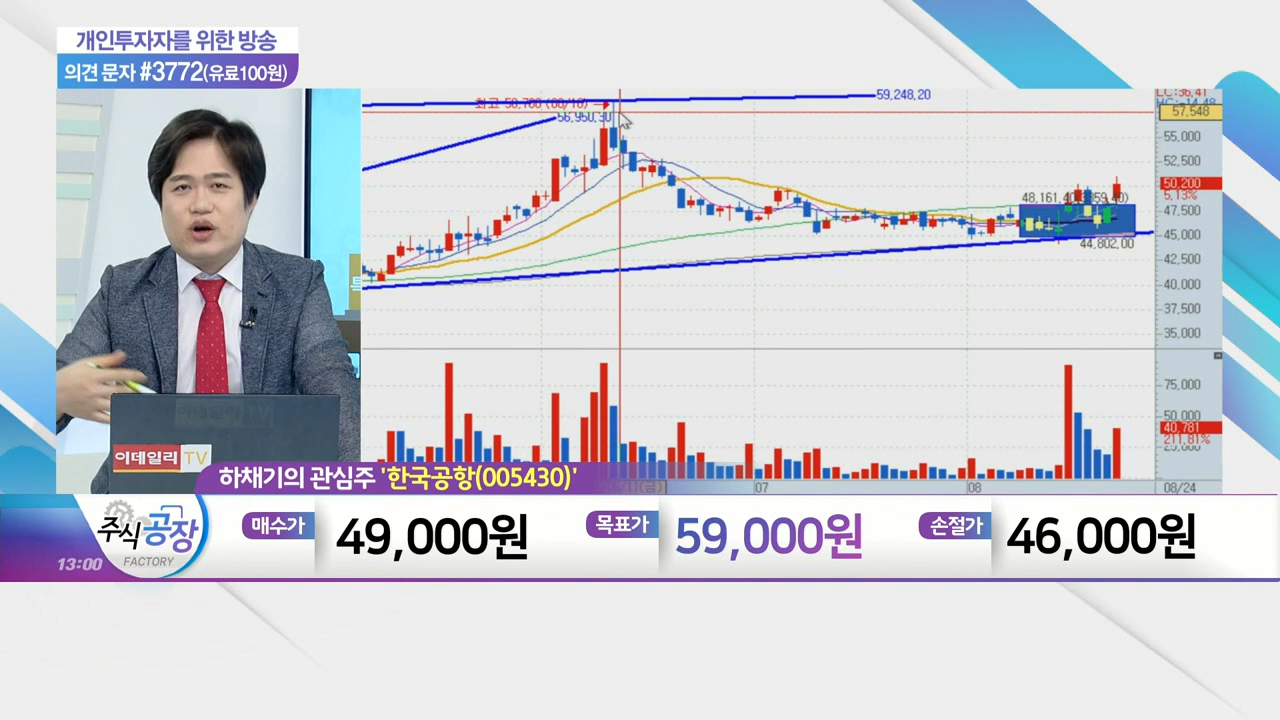 개인투자자를 위한 방송
의견 문자 #3772(유료100원)
59,248,20
56,950,30
57,548
55,000
52,500
50,200
5,13%
48,161,40
47,500
45,000
44,802,00
42,500
40,000
37,500
35,000
75,000
50,000
40,781
211,81%
25,000
07
08
08/24
이데일리 TV
하채기의 관심주 '한국공항(005430)'
주식공장
FACTORY
13:00
매수가
49,000원
목표가
59,000원
손절가
46,000원